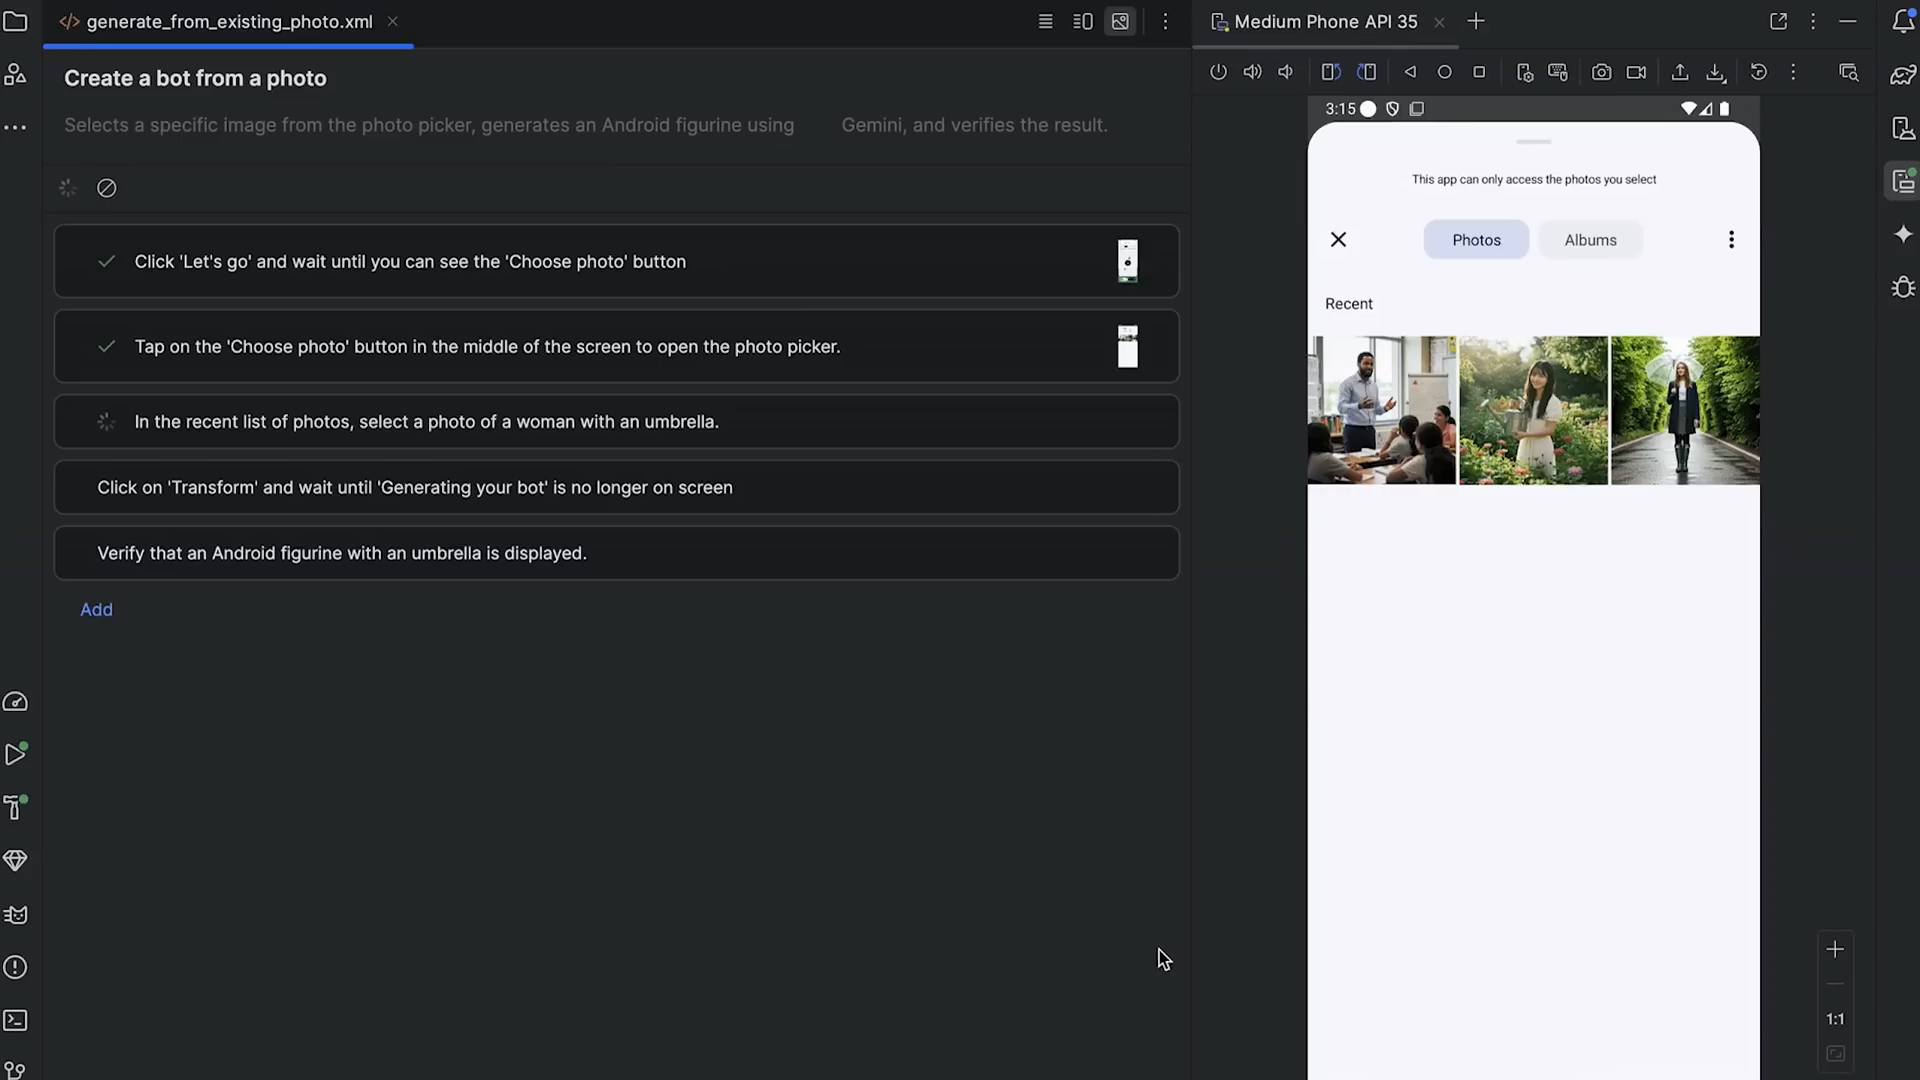 generate_from_existing_photo.xml
Create a bot from a photo
Selects a specific image from the photo picker, generates an Android figurine using Gemini, and verifies the result.
Click 'Let's go' and wait until you can see the 'Choose photo' button
Tap on the 'Choose photo' button in the middle of the screen to open the photo picker.
In the recent list of photos, select a photo of a woman with an umbrella.
Click on 'Transform' and wait until 'Generating your bot' is no longer on screen
Verify that an Android figurine with an umbrella is displayed.
Add
Medium Phone API 35
3:15
This app can only access the photos you select
Photos
Albums
Recent
1:1